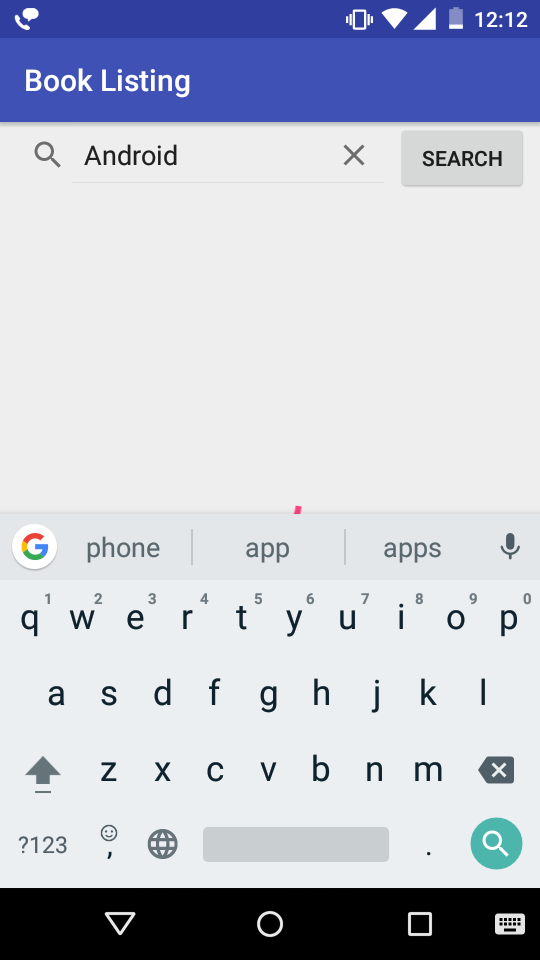 12:12
Book Listing
Android
SEARCH
phone app apps
1 2 3 4 5 6 7 8 9 0
q w e r t y u i o p
a s d f g h j k l
z x c v b n m
?123 , .